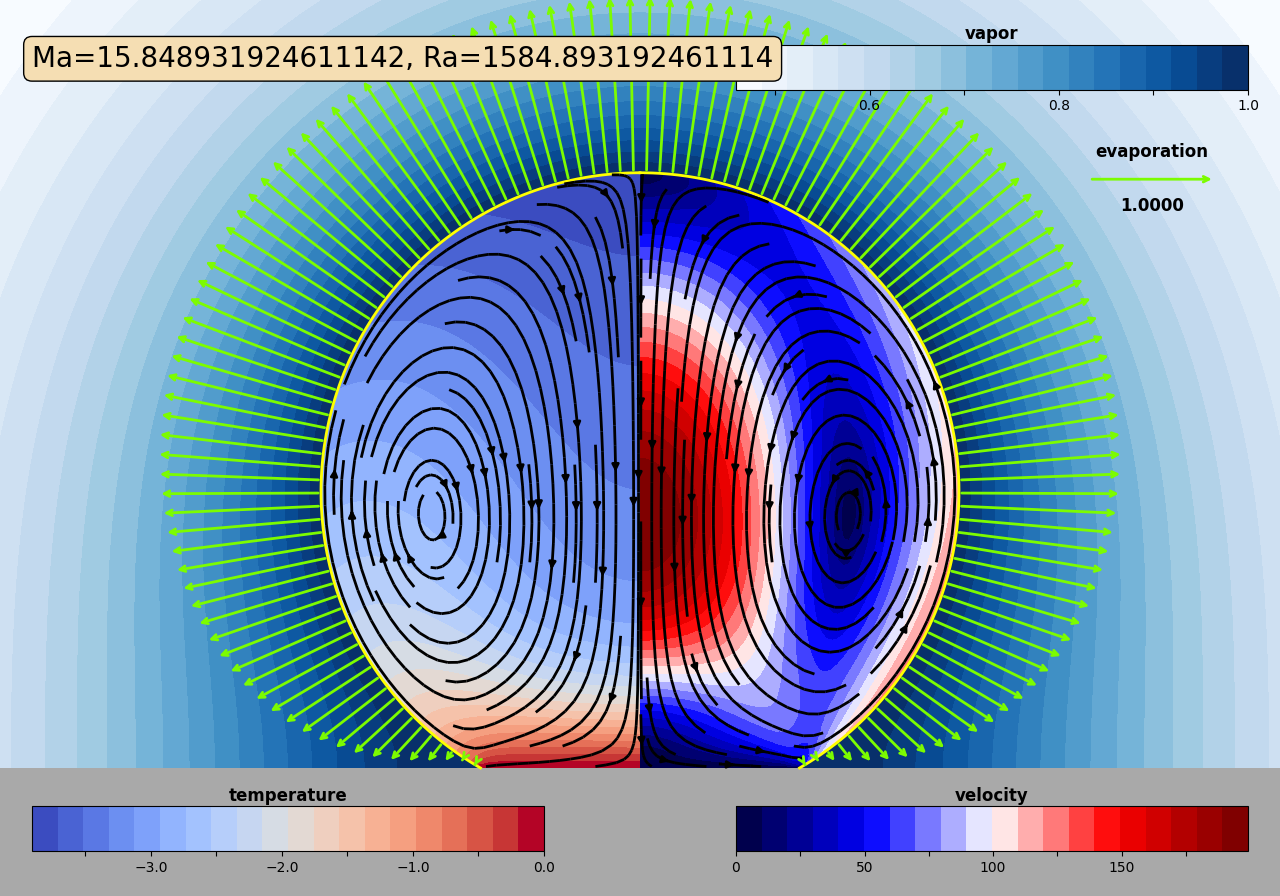 Ma=15.848931924611142, Ra=1584.893192461114
vapor
0.6 0.8 1.0
evaporation
1.0000
temperature
−3.0 −2.0 −1.0 0.0
velocity
0 50 100 150